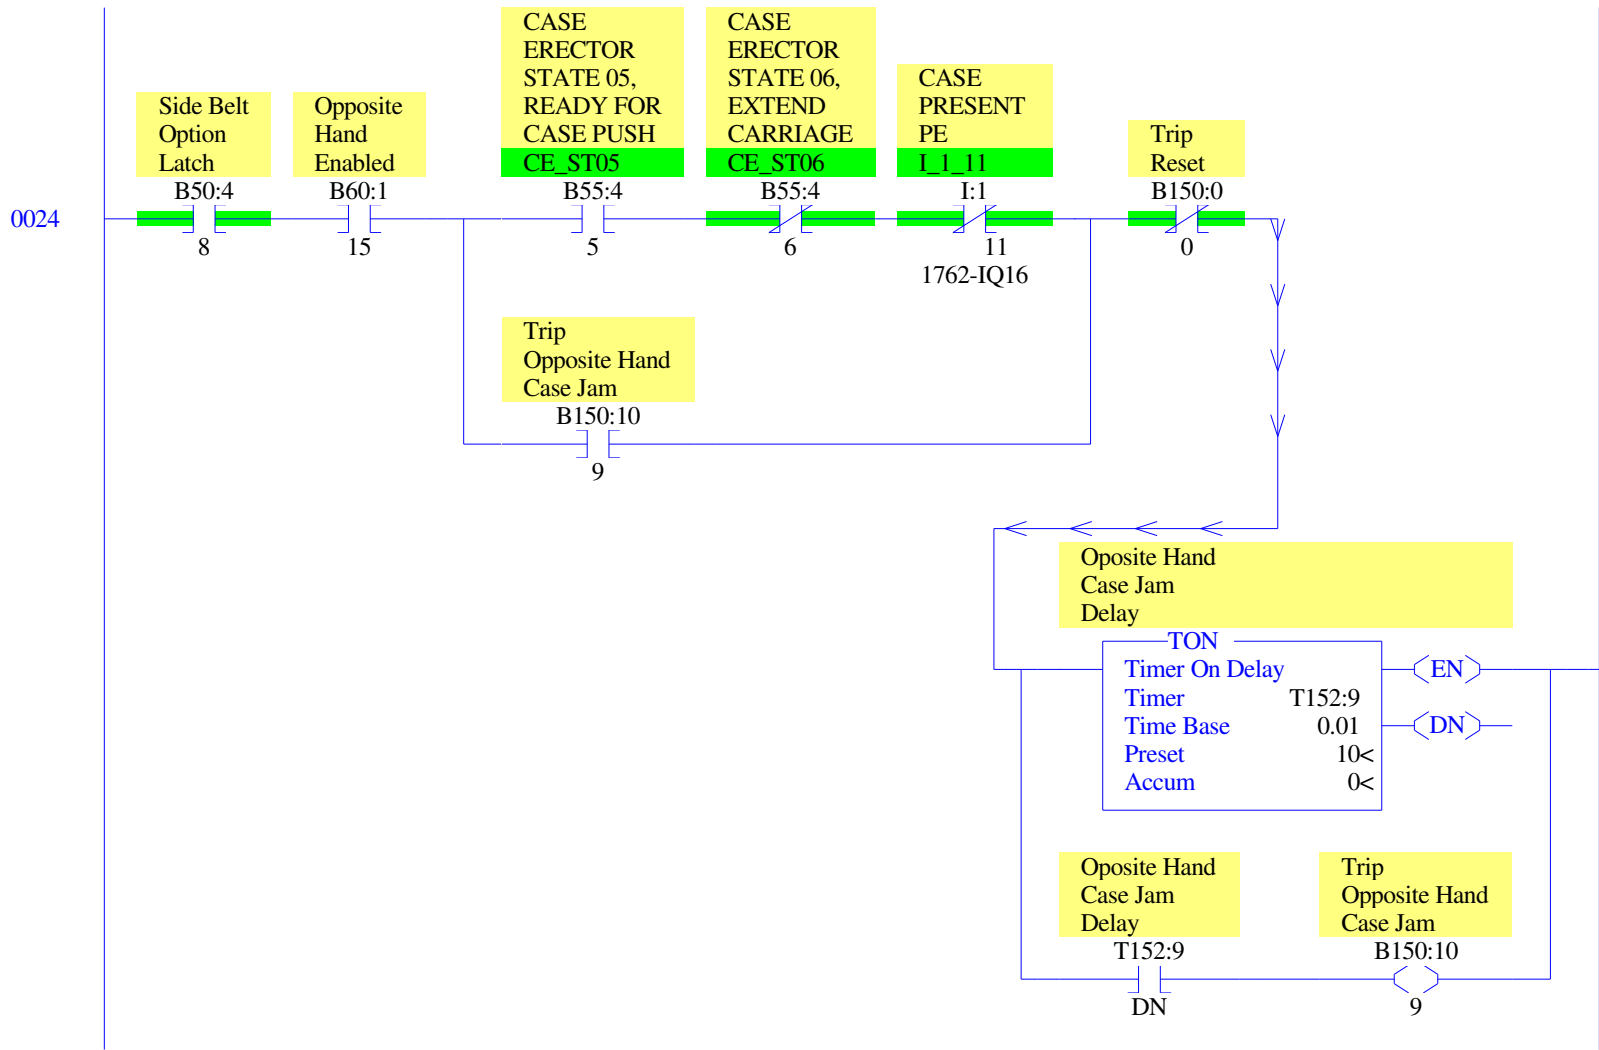 CASE
ERECTOR
STATE 05,
READY FOR
CASE PUSH
CE_ST05
B55:4
5
CASE
ERECTOR
STATE 06,
EXTEND
CARRIAGE
CE_ST06
B55:4
6
CASE
PRESENT
PE
I_1_11
I:1
11
1762-IQ16
Side Belt
Option
Latch
B50:4
8
Opposite
Hand
Enabled
B60:1
15
Trip
Reset
B150:0
0
0024
Trip
Opposite Hand
Case Jam
B150:10
9
Oposite Hand
Case Jam
Delay
TON
Timer On Delay
Timer T152:9
Time Base 0.01
Preset 10<
Accum 0<
EN
DN
Oposite Hand
Case Jam
Delay
T152:9
DN
Trip
Opposite Hand
Case Jam
B150:10
9